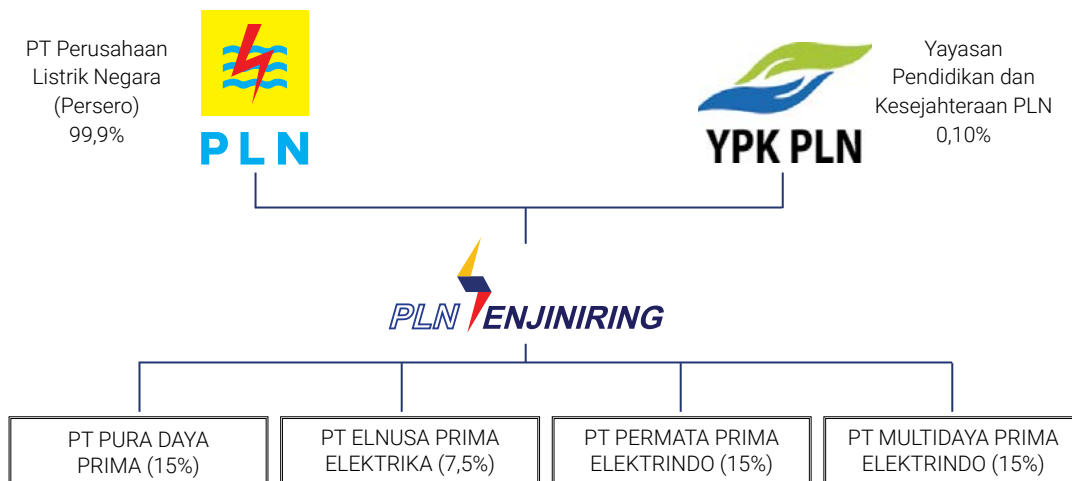 PT Perusahaan
Listrik Negara
(Persero)
99,9%
PLN
YPK PLN
Yayasan
Pendidikan dan
Kesejahteraan PLN
0,10%
PLN ENJINIRING
PT PURA DAYA
PRIMA (15%)
PT ELNUSA PRIMA
ELEKTRIKA (7,5%)
PT PERMATA PRIMA
ELEKTRINDO (15%)
PT MULTIDAYA PRIMA
ELEKTRINDO (15%)